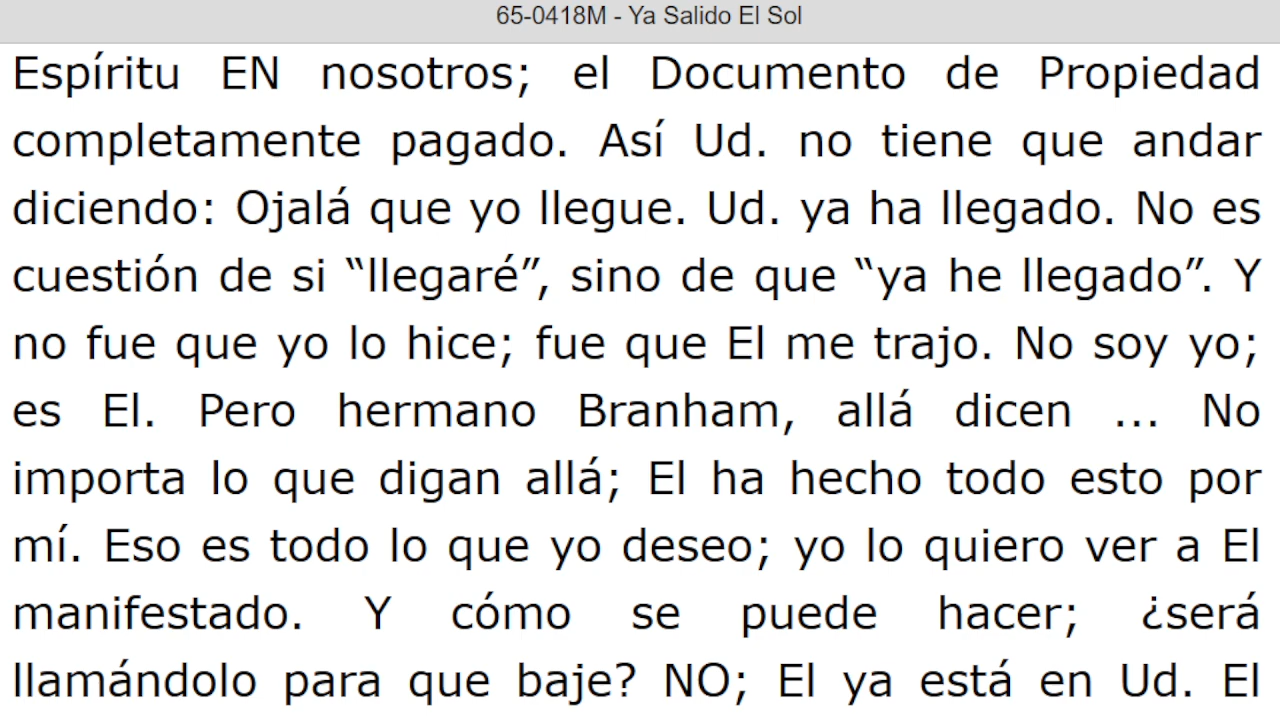 65-0418M - Ya Salido El Sol
Espíritu EN nosotros; el Documento de Propiedad
completamente pagado. Así Ud. no tiene que andar
diciendo: Ojalá que yo llegue. Ud. ya ha llegado. No es
cuestión de si “llegaré”, sino de que “ya he llegado”. Y
no fue que yo lo hice; fue que El me trajo. No soy yo;
es El. Pero hermano Branham, allá dicen ... No
importa lo que digan allá; El ha hecho todo esto por
mí. Eso es todo lo que yo deseo; yo lo quiero ver a El
manifestado. Y cómo se puede hacer; ¿será
llamándolo para que baje? NO; El ya está en Ud. El